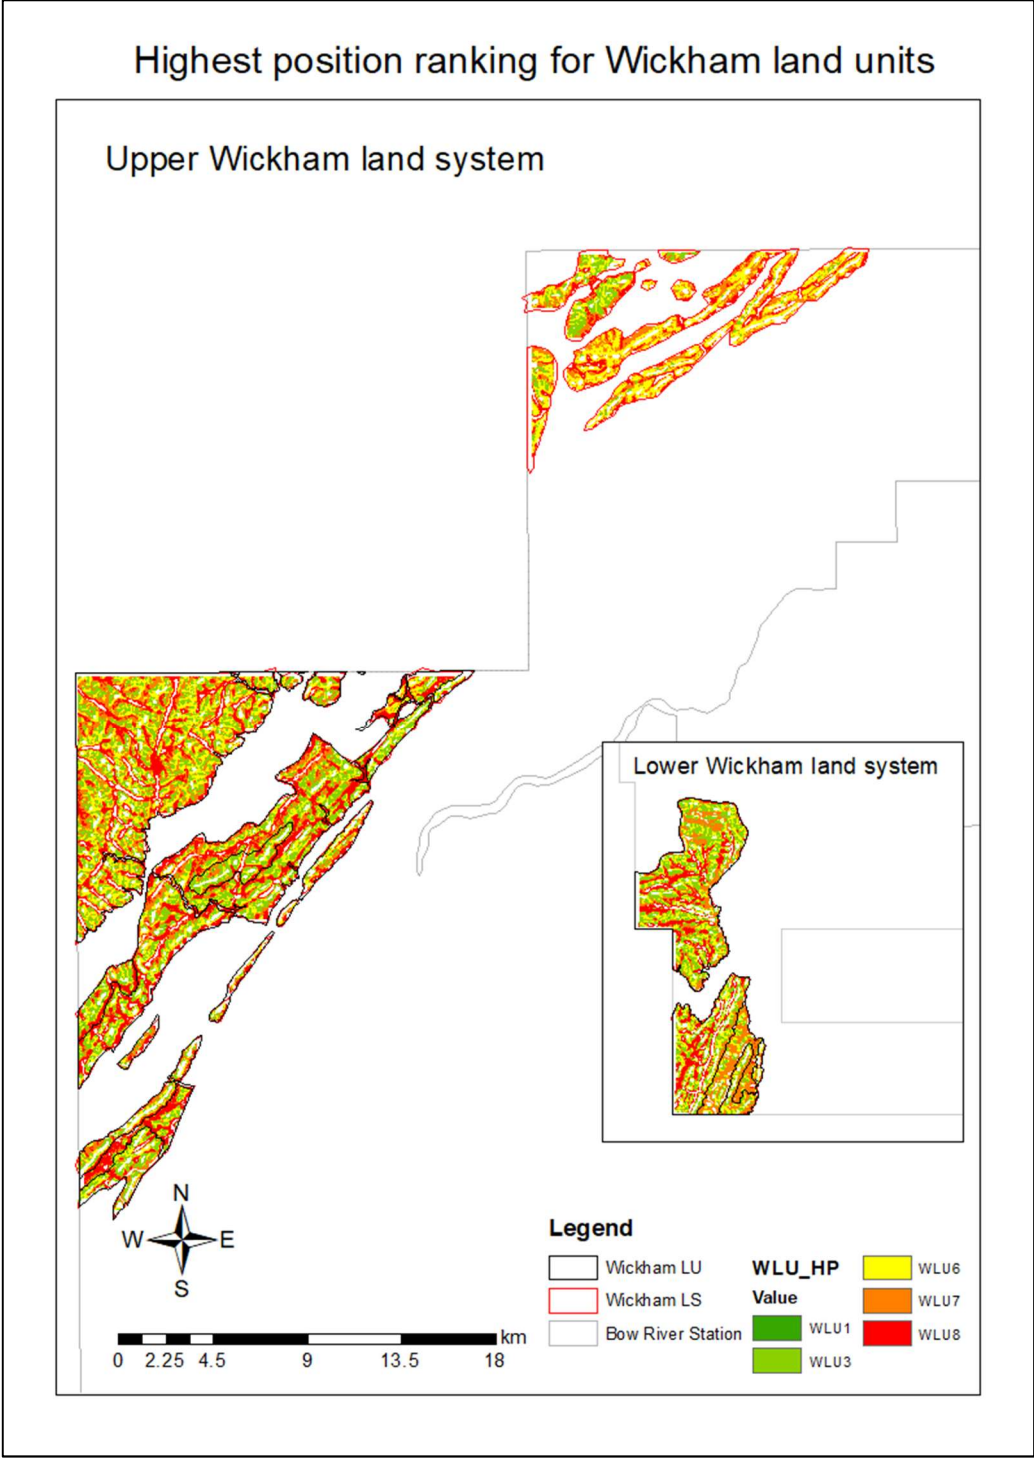 Highest position ranking for Wickham land units
Upper Wickham land system
Lower Wickham land system
N
W E
S
km
0 2.25 4.5 9 13.5 18
Legend
Wickham LU
Wickham LS
Bow River Station
WLU_HP
Value
WLU1
WLU3
WLU6
WLU7
WLU8